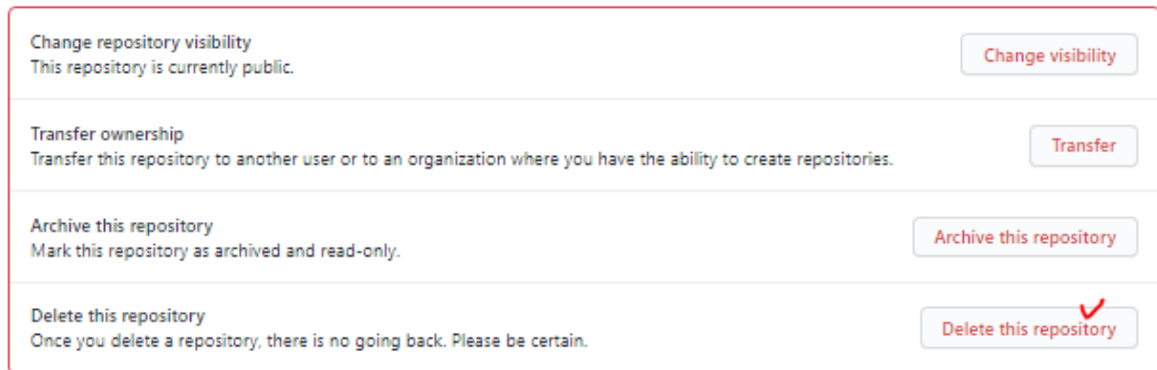 Change repository visibility
This repository is currently public.
Change visibility
Transfer ownership
Transfer this repository to another user or to an organization where you have the ability to create repositories.
Transfer
Archive this repository
Mark this repository as archived and read-only.
Archive this repository
Delete this repository
Once you delete a repository, there is no going back. Please be certain.
Delete this repository